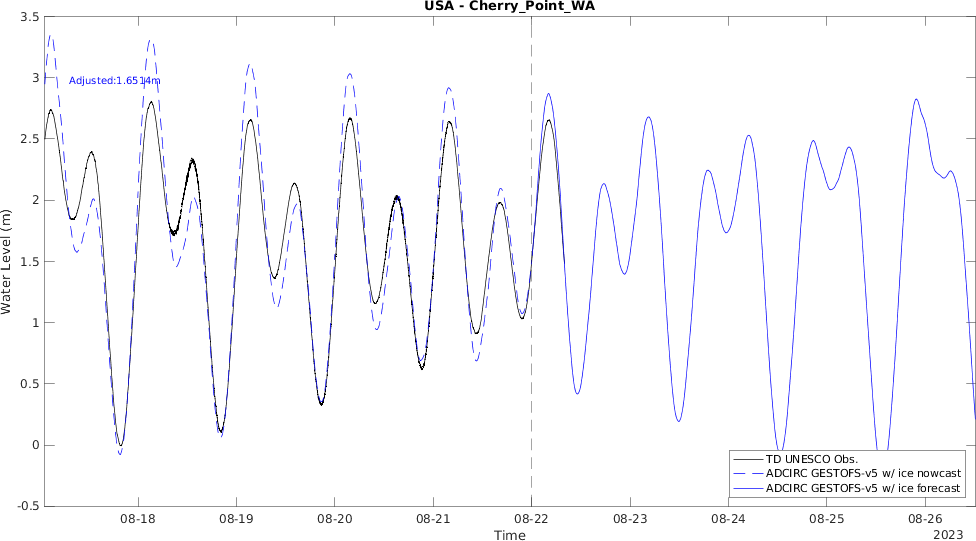 USA - Cherry_Point_WA
3.5
3
2.5
2
1.5
1
0.5
0
-0.5
Water Level (m)
Adjusted:1.6514m
TD UNESCO Obs.
ADCIRC GESTOFS-v5 w/ ice nowcast
ADCIRC GESTOFS-v5 w/ ice forecast
08-18 08-19 08-20 08-21 08-22 08-23 08-24 08-25 08-26
Time
2023